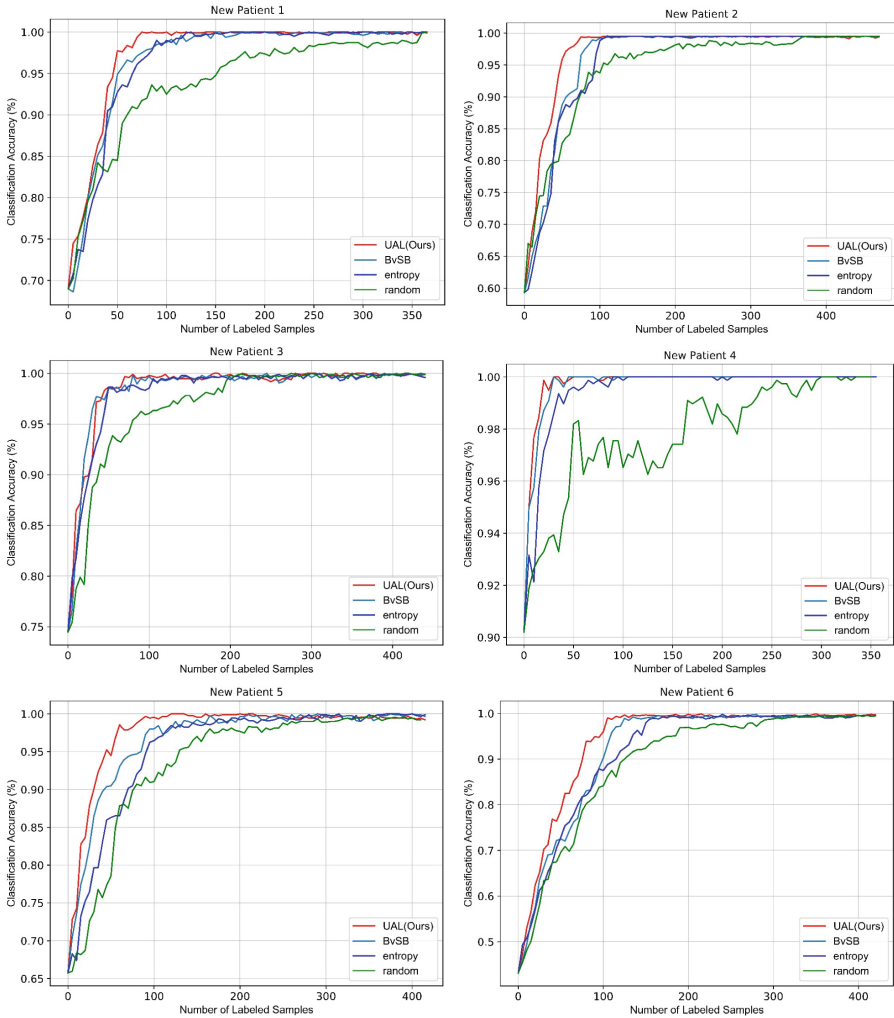 New Patient 1
1.00
0.95
0.90
0.85
0.80
0.75
0.70
Classification Accuracy (%)
UAL(Ours)
BvSB
entropy
random
0 50 100 150 200 250 300 350
Number of Labeled Samples
New Patient 2
1.00
0.95
0.90
0.85
0.80
0.75
0.70
0.65
0.60
Classification Accuracy (%)
UAL(Ours)
BvSB
entropy
random
0 100 200 300 400
Number of Labeled Samples
New Patient 3
1.00
0.95
0.90
0.85
0.80
0.75
Classification Accuracy (%)
UAL(Ours)
BvSB
entropy
random
0 100 200 300 400
Number of Labeled Samples
New Patient 4
1.00
0.98
0.96
0.94
0.92
0.90
Classification Accuracy (%)
UAL(Ours)
BvSB
entropy
random
0 50 100 150 200 250 300 350
Number of Labeled Samples
New Patient 5
1.00
0.95
0.90
0.85
0.80
0.75
0.70
0.65
Classification Accuracy (%)
UAL(Ours)
BvSB
entropy
random
0 100 200 300 400
Number of Labeled Samples
New Patient 6
1.0
0.9
0.8
0.7
0.6
0.5
Classification Accuracy (%)
UAL(Ours)
BvSB
entropy
random
0 100 200 300 400
Number of Labeled Samples